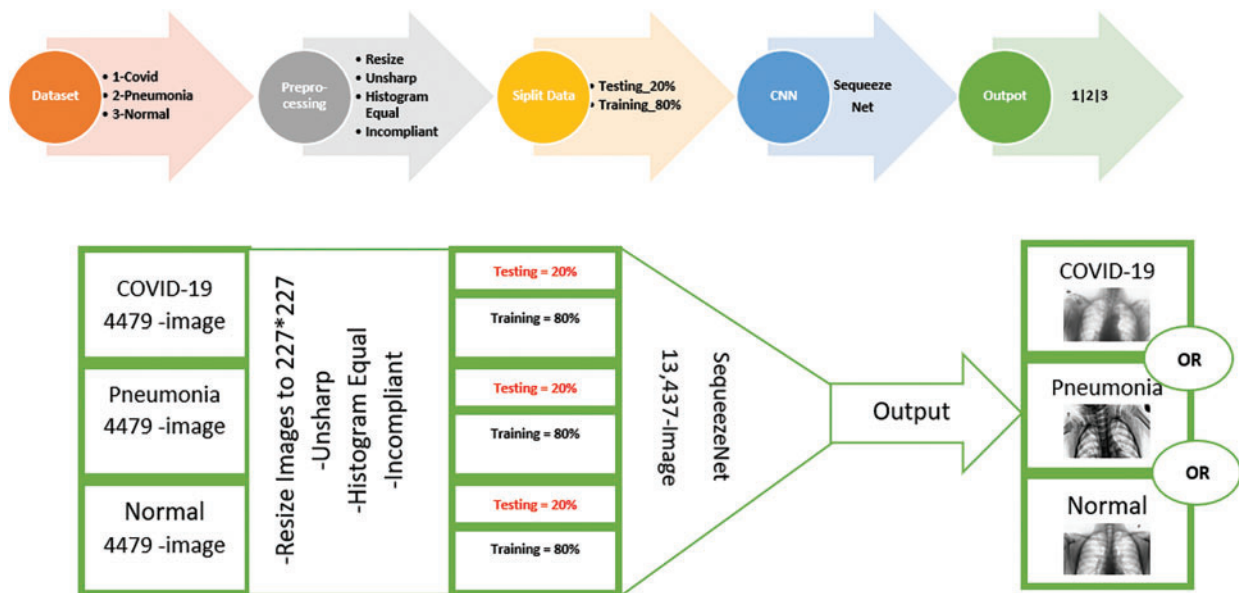 Dataset
• 1-Covid
• 2-Pneumonia
• 3-Normal
Prepro-
cessing
• Resize
• Unsharp
• Histogram
Equal
• Incompliant
Siplit Data
• Testing_20%
• Training_80%
CNN
Sequeeze
Net
Outpot
1|2|3
COVID-19
4479 -image
Pneumonia
4479 -image
Normal
4479 -image
-Resize Images to 227*227
-Unsharp
-Histogram Equal
-Incompliant
Testing = 20%
Training = 80%
Testing = 20%
Training = 80%
Testing = 20%
Training = 80%
SequeezeNet
13,437-Image
Output
COVID-19
OR
Pneumonia
OR
Normal